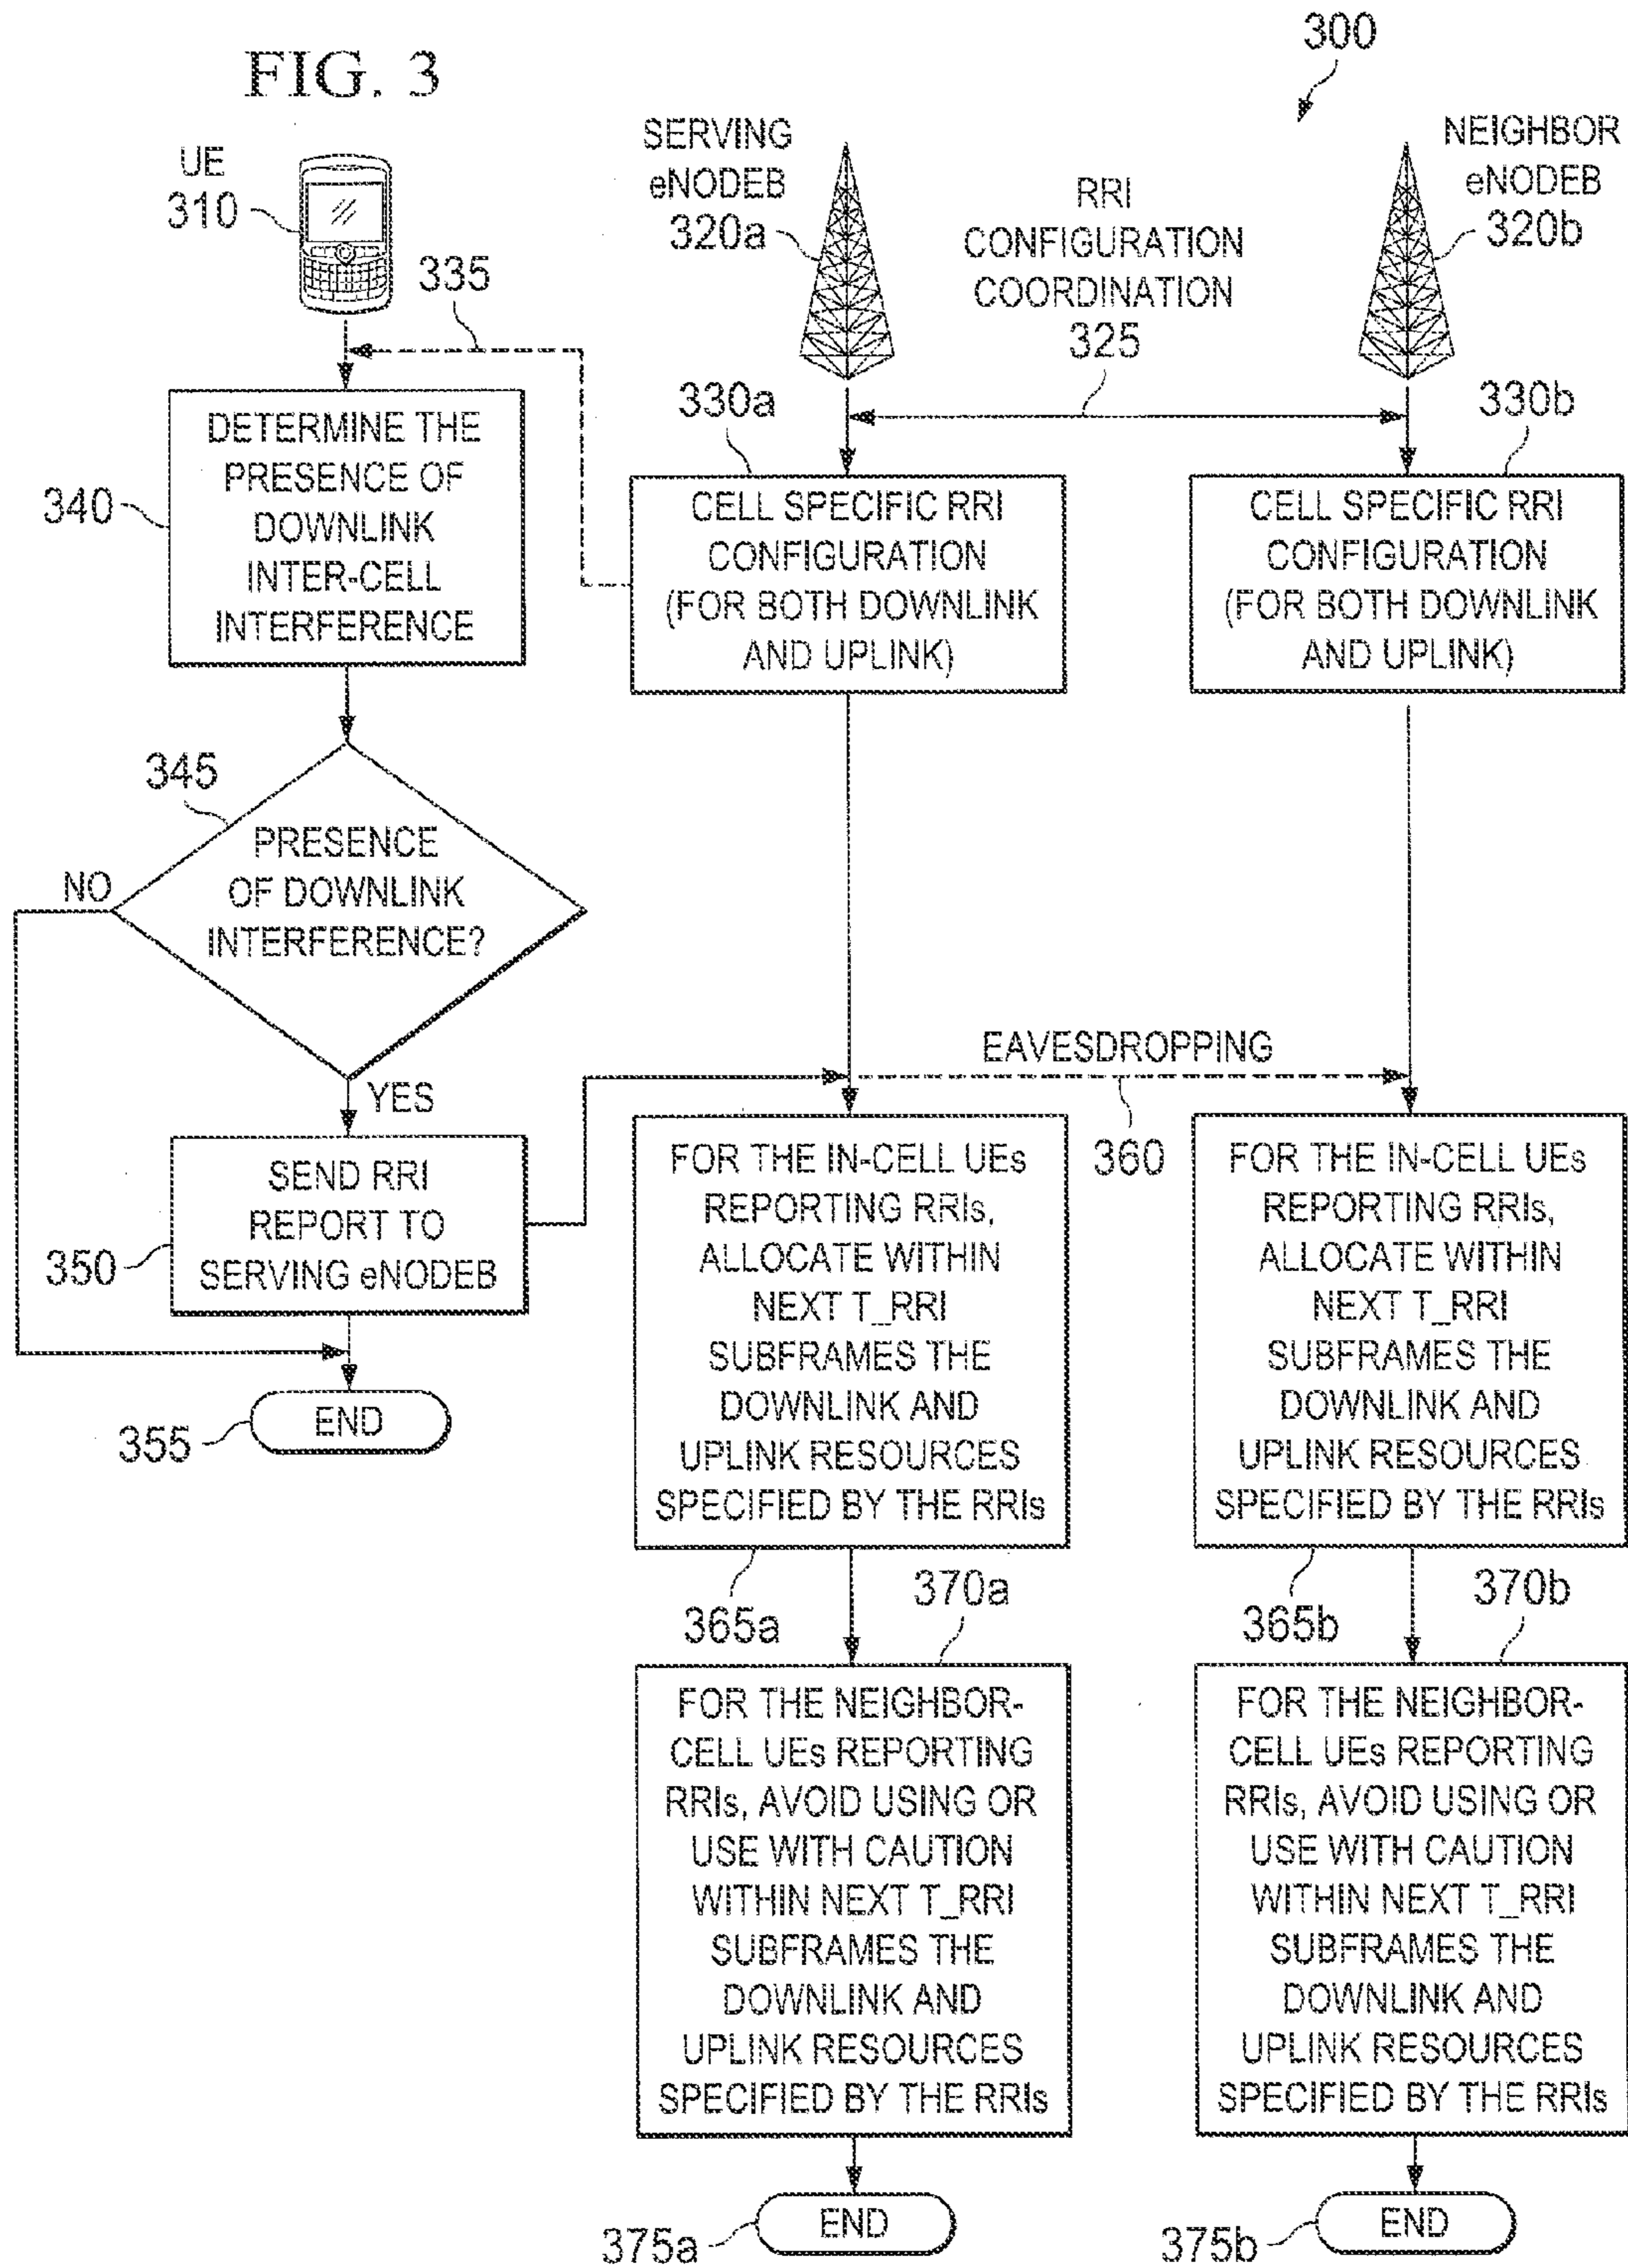 FIG. 3
300
UE
310
SERVING
eNODEB
320a
NEIGHBOR
eNODEB
320b
RRI
CONFIGURATION
COORDINATION
325
335
330a
330b
340
DETERMINE THE
PRESENCE OF
DOWNLINK
INTER-CELL
INTERFERENCE
CELL SPECIFIC RRI
CONFIGURATION
(FOR BOTH DOWNLINK
AND UPLINK)
CELL SPECIFIC RRI
CONFIGURATION
(FOR BOTH DOWNLINK
AND UPLINK)
345
PRESENCE
OF DOWNLINK
INTERFERENCE?
NO
YES
EAVESDROPPING
360
350
SEND RRI
REPORT TO
SERVING eNODEB
355
END
FOR THE IN-CELL UEs
REPORTING RRIs,
ALLOCATE WITHIN
NEXT T_RRI
SUBFRAMES THE
DOWNLINK AND
UPLINK RESOURCES
SPECIFIED BY THE RRIs
FOR THE IN-CELL UEs
REPORTING RRIs,
ALLOCATE WITHIN
NEXT T_RRI
SUBFRAMES THE
DOWNLINK AND
UPLINK RESOURCES
SPECIFIED BY THE RRIs
365a
370a
365b
370b
FOR THE NEIGHBOR-
CELL UEs REPORTING
RRIs, AVOID USING OR
USE WITH CAUTION
WITHIN NEXT T_RRI
SUBFRAMES THE
DOWNLINK AND
UPLINK RESOURCES
SPECIFIED BY THE RRIs
FOR THE NEIGHBOR-
CELL UEs REPORTING
RRIs, AVOID USING OR
USE WITH CAUTION
WITHIN NEXT T_RRI
SUBFRAMES THE
DOWNLINK AND
UPLINK RESOURCES
SPECIFIED BY THE RRIs
375a
END
375b
END